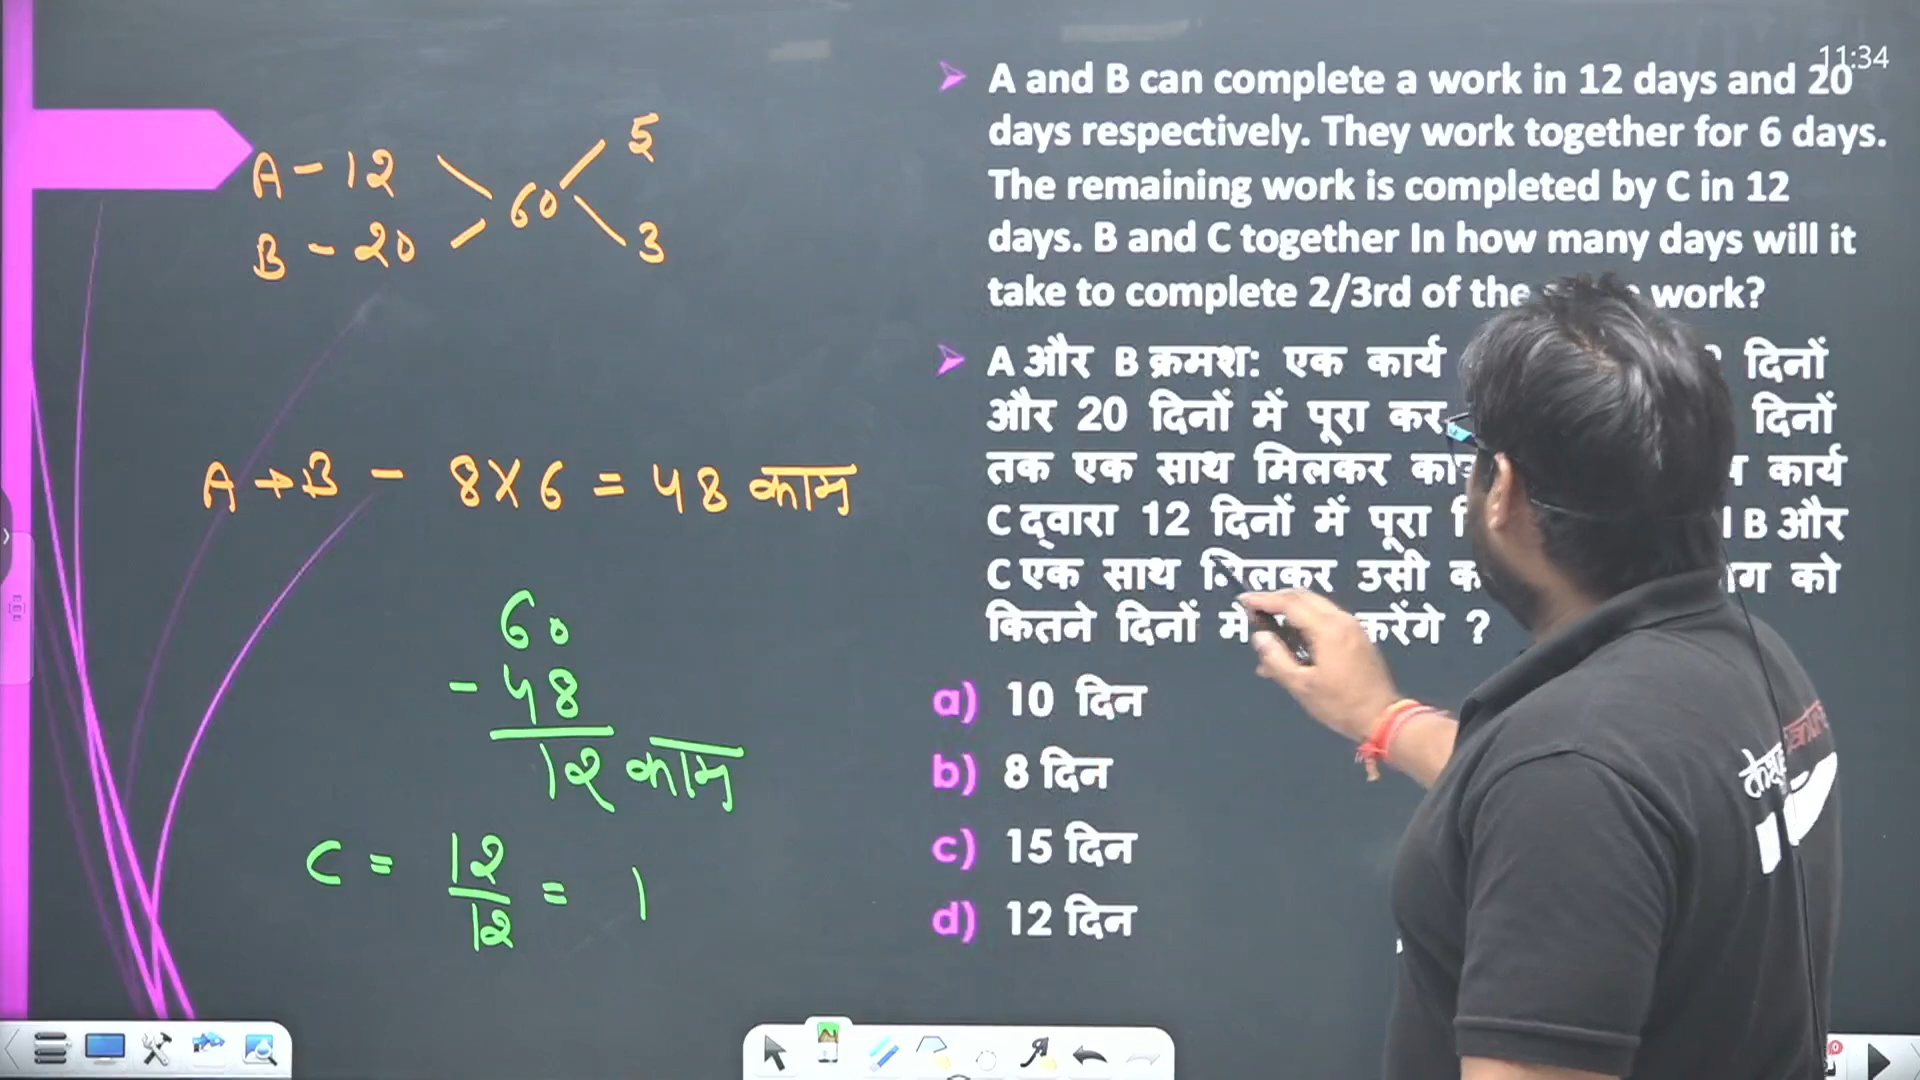 11:34
A and B can complete a work in 12 days and 20
days respectively. They work together for 6 days.
The remaining work is completed by C in 12
days. B and C together In how many days will it
take to complete 2/3rd of the work?
A और B क्रमश: एक कार्य दिनों
और 20 दिनों में पूरा कर दिनों
तक एक साथ मिलकर कार्य
C द्वारा 12 दिनों में पूरा B और
C एक साथ मिलकर उसी को
कितने दिनों में करेंगे ?
a) 10 दिन
b) 8 दिन
c) 15 दिन
d) 12 दिन
A - 12
B - 20
60
5
3
A + B - 8 X 6 = 48 काम
60
- 48
12 काम
C = 12/12 = 1